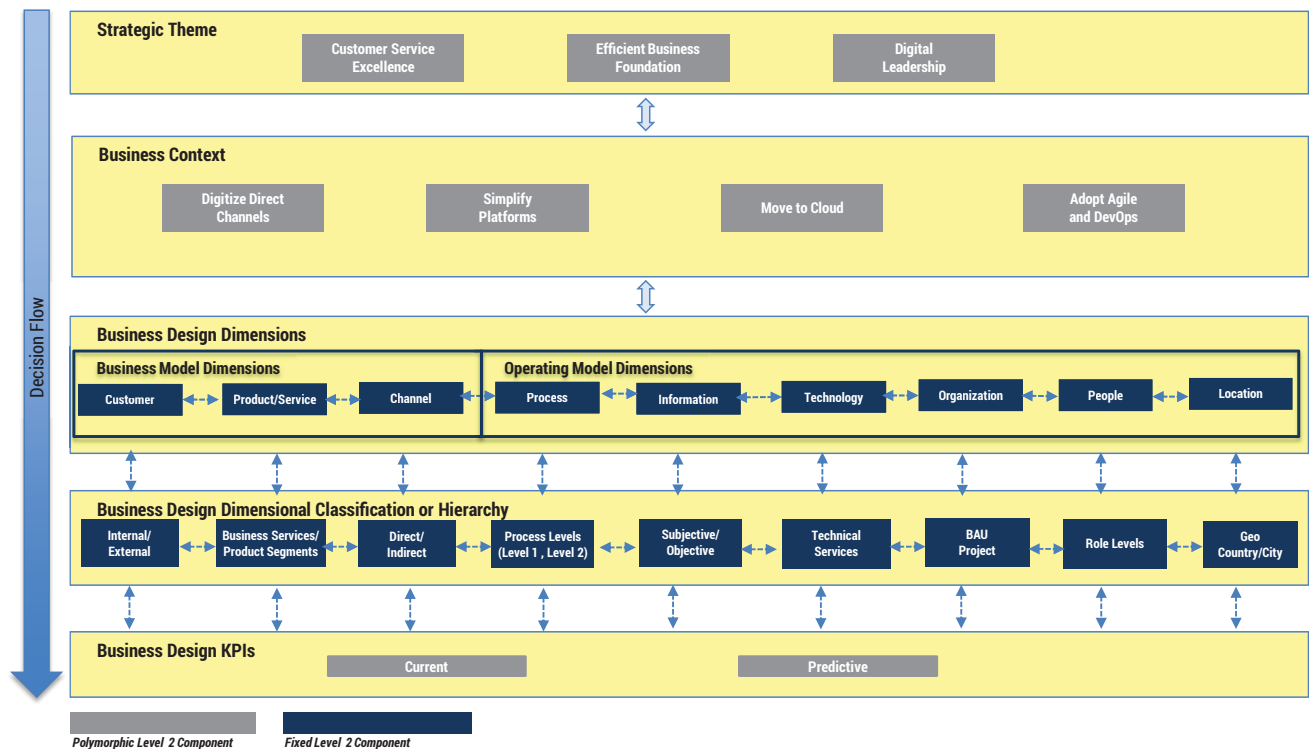 Decision Flow
Strategic Theme
Customer Service
Excellence
Efficient Business
Foundation
Digital
Leadership
Business Context
Digitize Direct
Channels
Simplify
Platforms
Move to Cloud
Adopt Agile
and DevOps
Business Design Dimensions
Business Model Dimensions
Operating Model Dimensions
Customer
Product/Service
Channel
Process
Information
Technology
Organization
People
Location
Business Design Dimensional Classification or Hierarchy
Internal/
External
Business Services/
Product Segments
Direct/
Indirect
Process Levels
(Level 1 , Level 2)
Subjective/
Objective
Technical
Services
BAU
Project
Role Levels
Geo
Country/City
Business Design KPIs
Current
Predictive
Polymorphic Level 2 Component
Fixed Level 2 Component